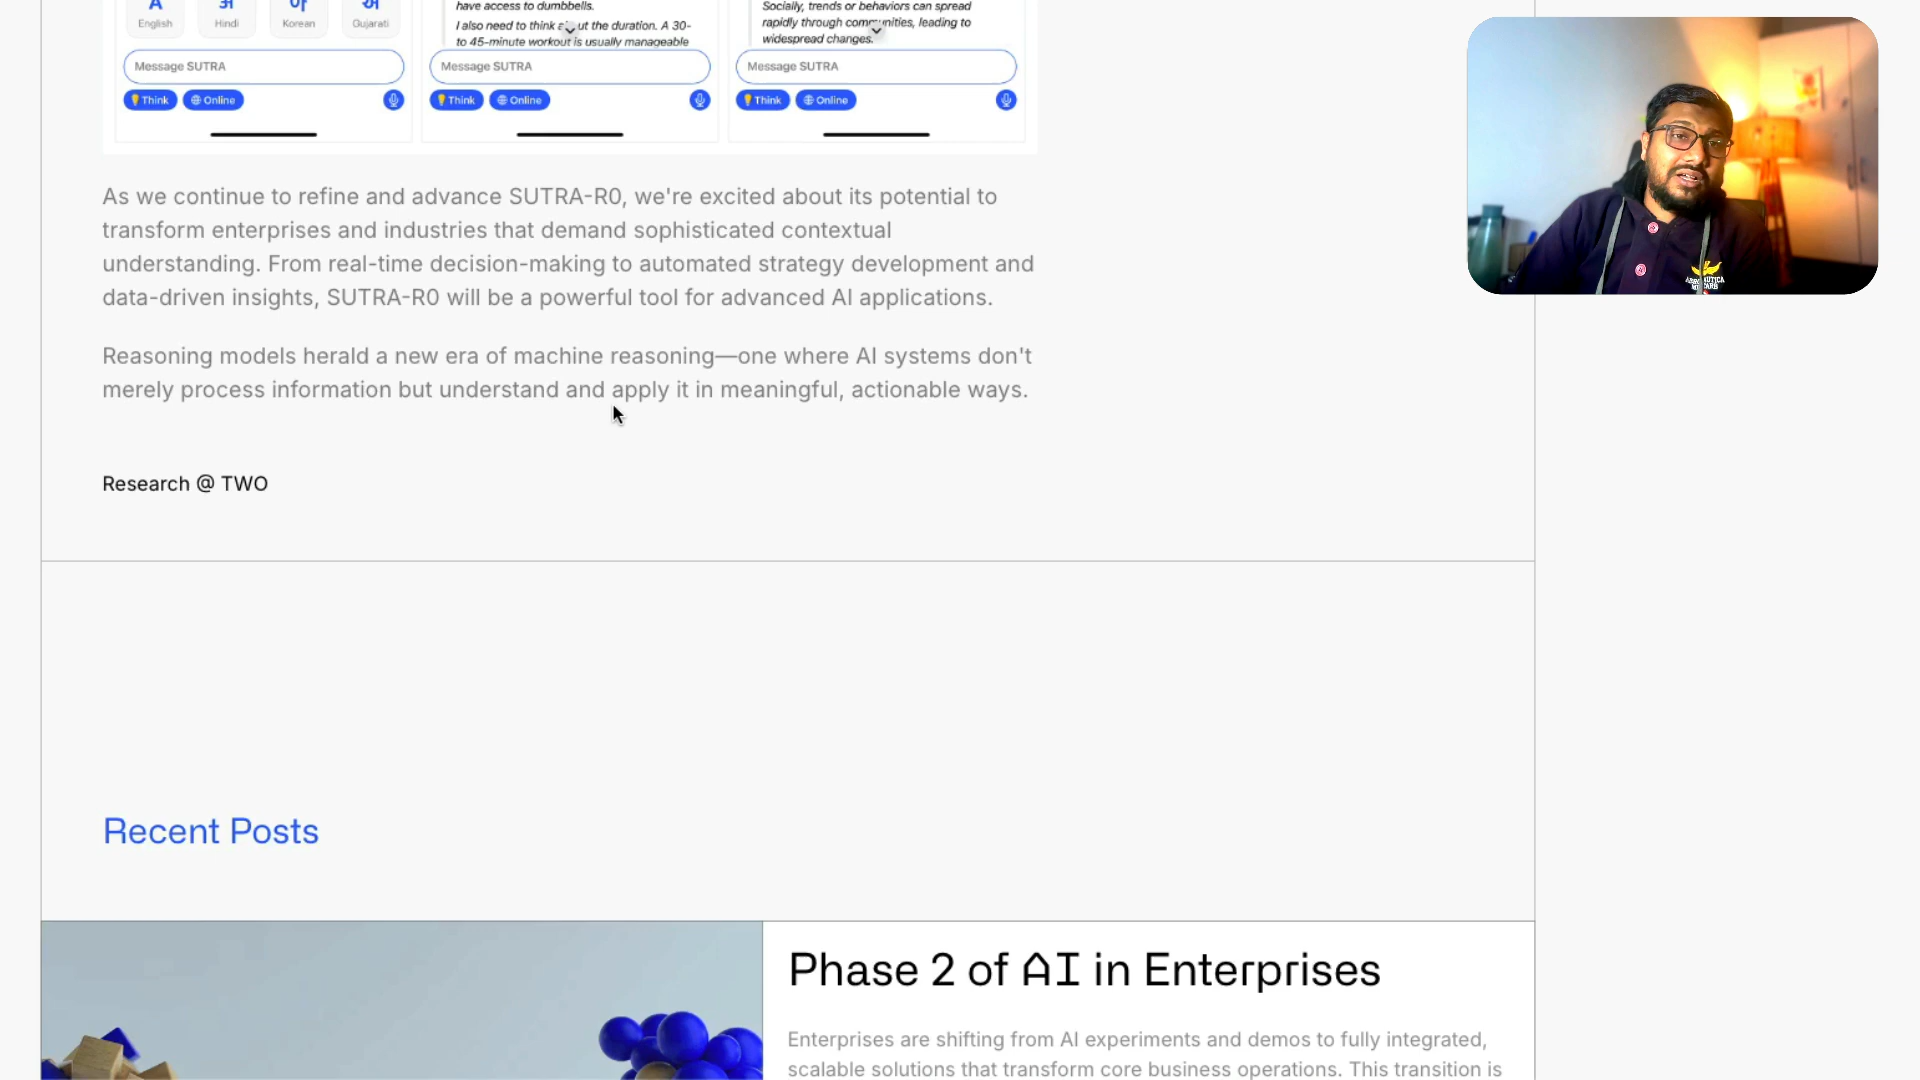 have access to dumbbells.
I also need to think about the duration. A 30-
to 45-minute workout is usually manageable
Socially, trends or behaviors can spread
rapidly through communities, leading to
widespread changes.
A
अ
English
Hindi
Korean
Gujarati
Message SUTRA
Message SUTRA
Message SUTRA
Think
Online
Think
Online
Think
Online
As we continue to refine and advance SUTRA-R0, we're excited about its potential to
transform enterprises and industries that demand sophisticated contextual
understanding. From real-time decision-making to automated strategy development and
data-driven insights, SUTRA-R0 will be a powerful tool for advanced AI applications.
Reasoning models herald a new era of machine reasoning—one where AI systems don't
merely process information but understand and apply it in meaningful, actionable ways.
Research @ TWO
Recent Posts
Phase 2 of AI in Enterprises
Enterprises are shifting from AI experiments and demos to fully integrated,
scalable solutions that transform core business operations. This transition is